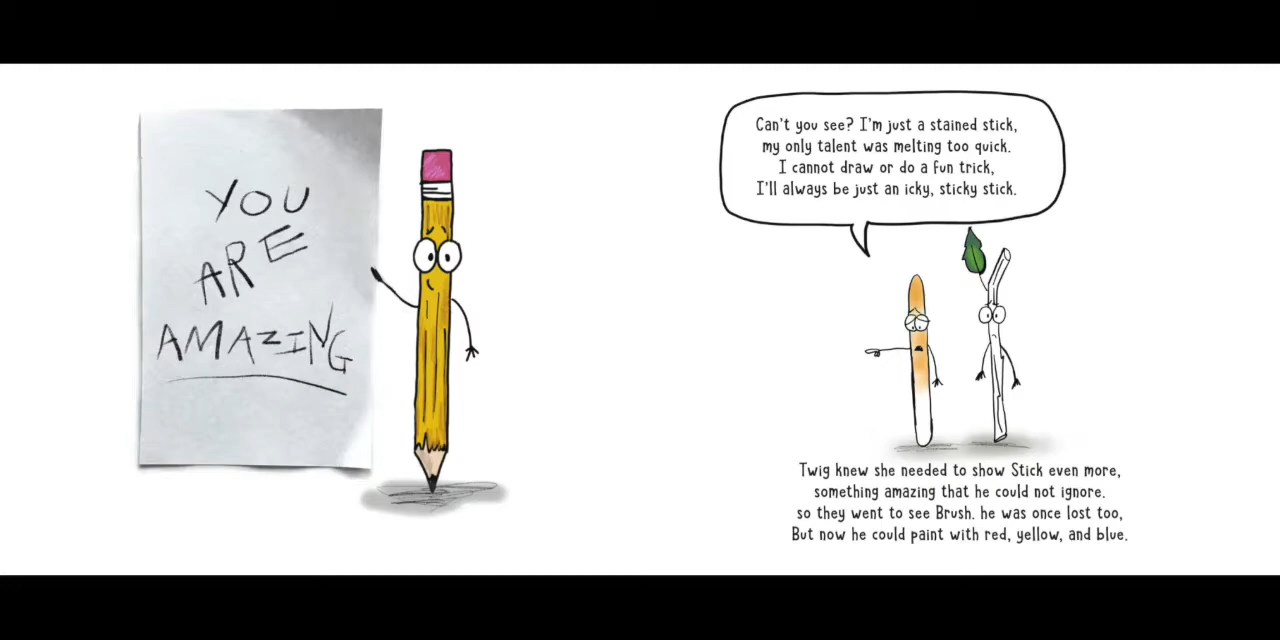 YOU
ARE
AMAZING
Can't you see? I'm just a stained stick,
my only talent was melting too quick.
I cannot draw or do a fun trick,
I'll always be just an icky, sticky stick.
Twig knew she needed to show Stick even more,
something amazing that he could not ignore.
so they went to see Brush. he was once lost too,
But now he could paint with red, yellow, and blue.